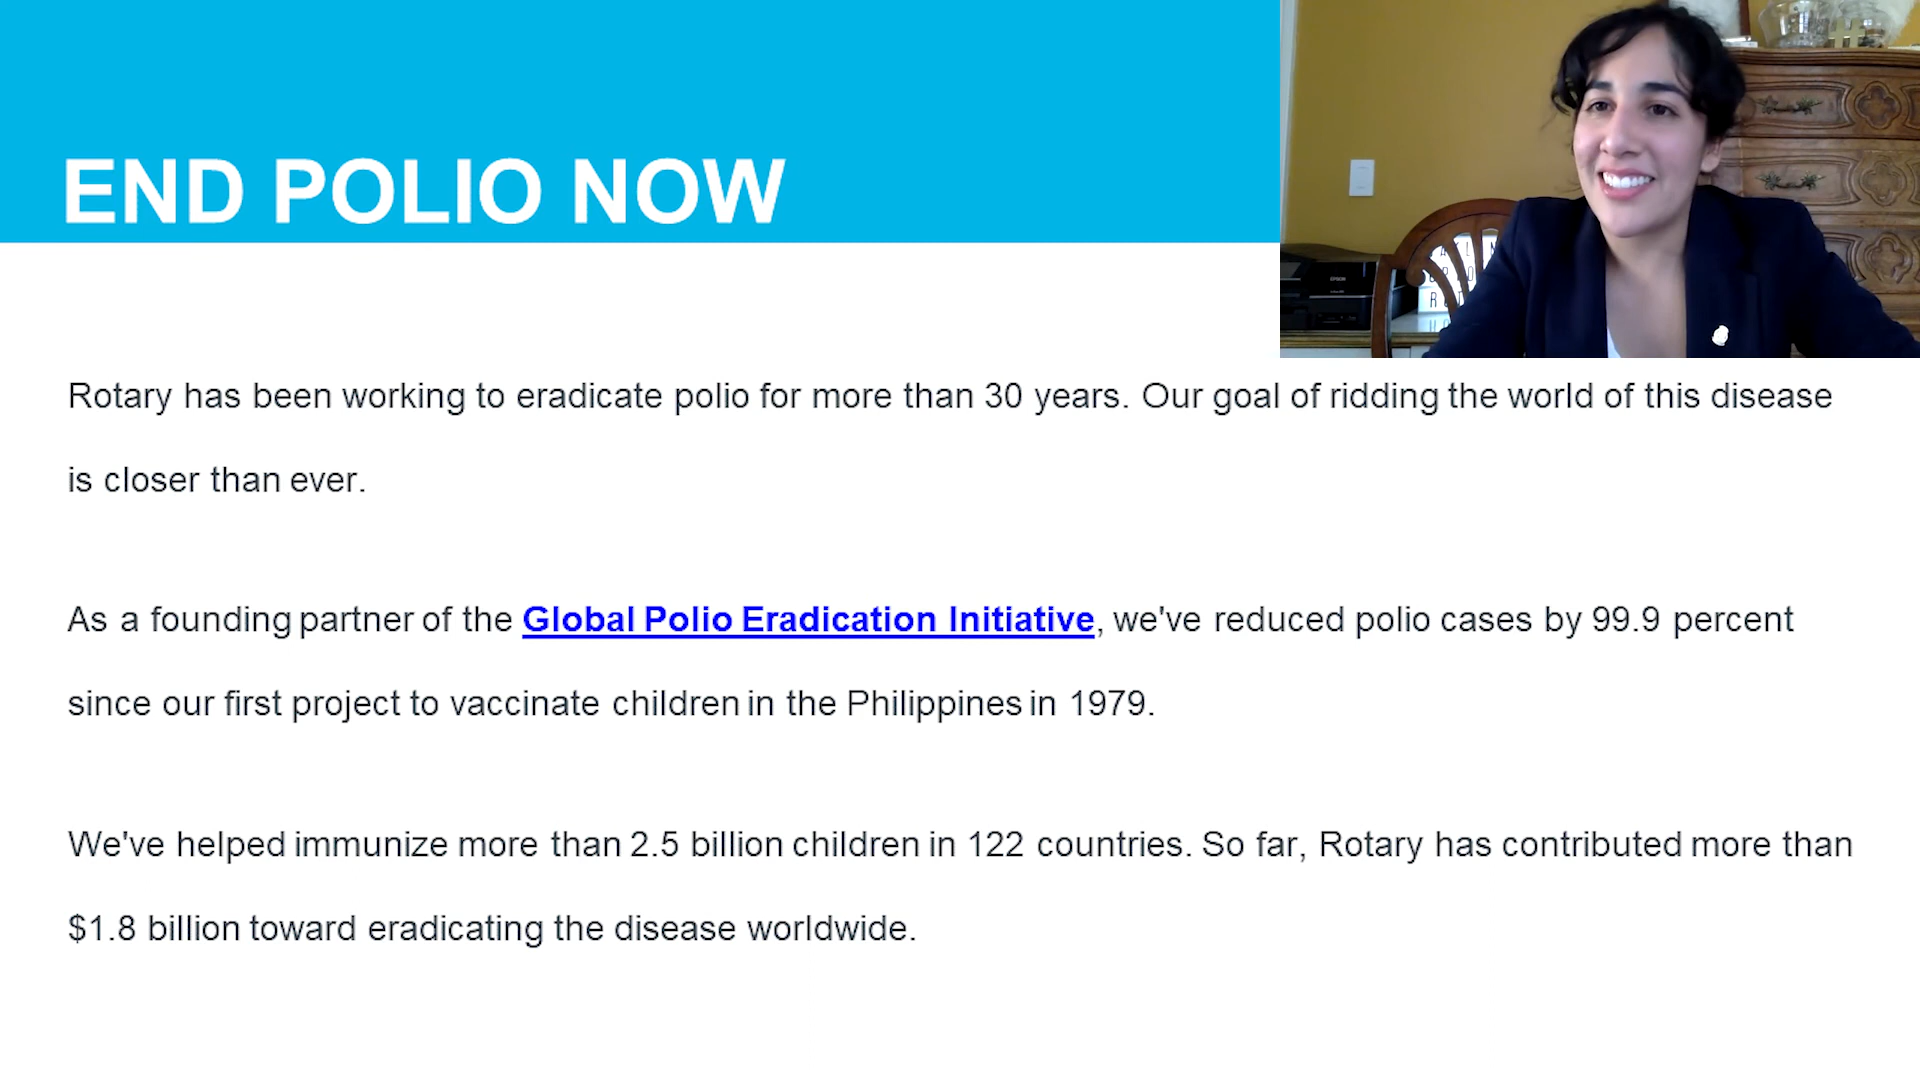 END POLIO NOW
EPSON
Rotary has been working to eradicate polio for more than 30 years. Our goal of ridding the world of this disease
is closer than ever.
As a founding partner of the Global Polio Eradication Initiative, we've reduced polio cases by 99.9 percent
since our first project to vaccinate children in the Philippines in 1979.
We've helped immunize more than 2.5 billion children in 122 countries. So far, Rotary has contributed more than
$1.8 billion toward eradicating the disease worldwide.